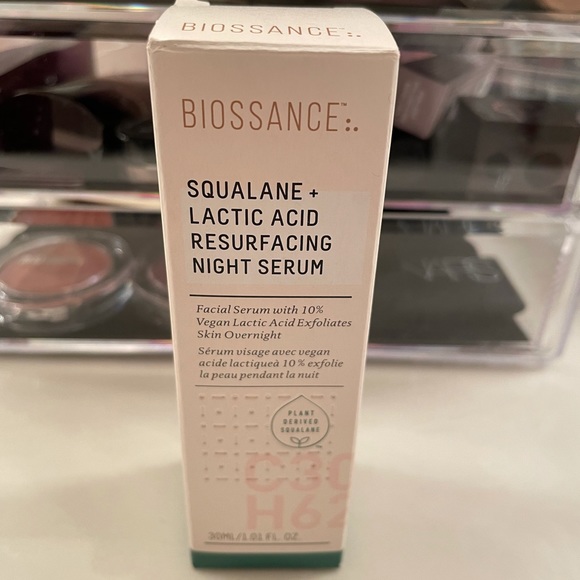 BIOSSANCE™
BIOSSANCE™
SQUALANE +
LACTIC ACID
RESURFACING
NIGHT SERUM
Facial Serum with 10%
Vegan Lactic Acid Exfoliates
Skin Overnight
Sérum visage avec vegan
acide lactiqueà 10% exfolie
la peau pendant la nuit
PLANT
DERIVED
SQUALANE
C30
H62
30ML/1.01 FL. OZ.